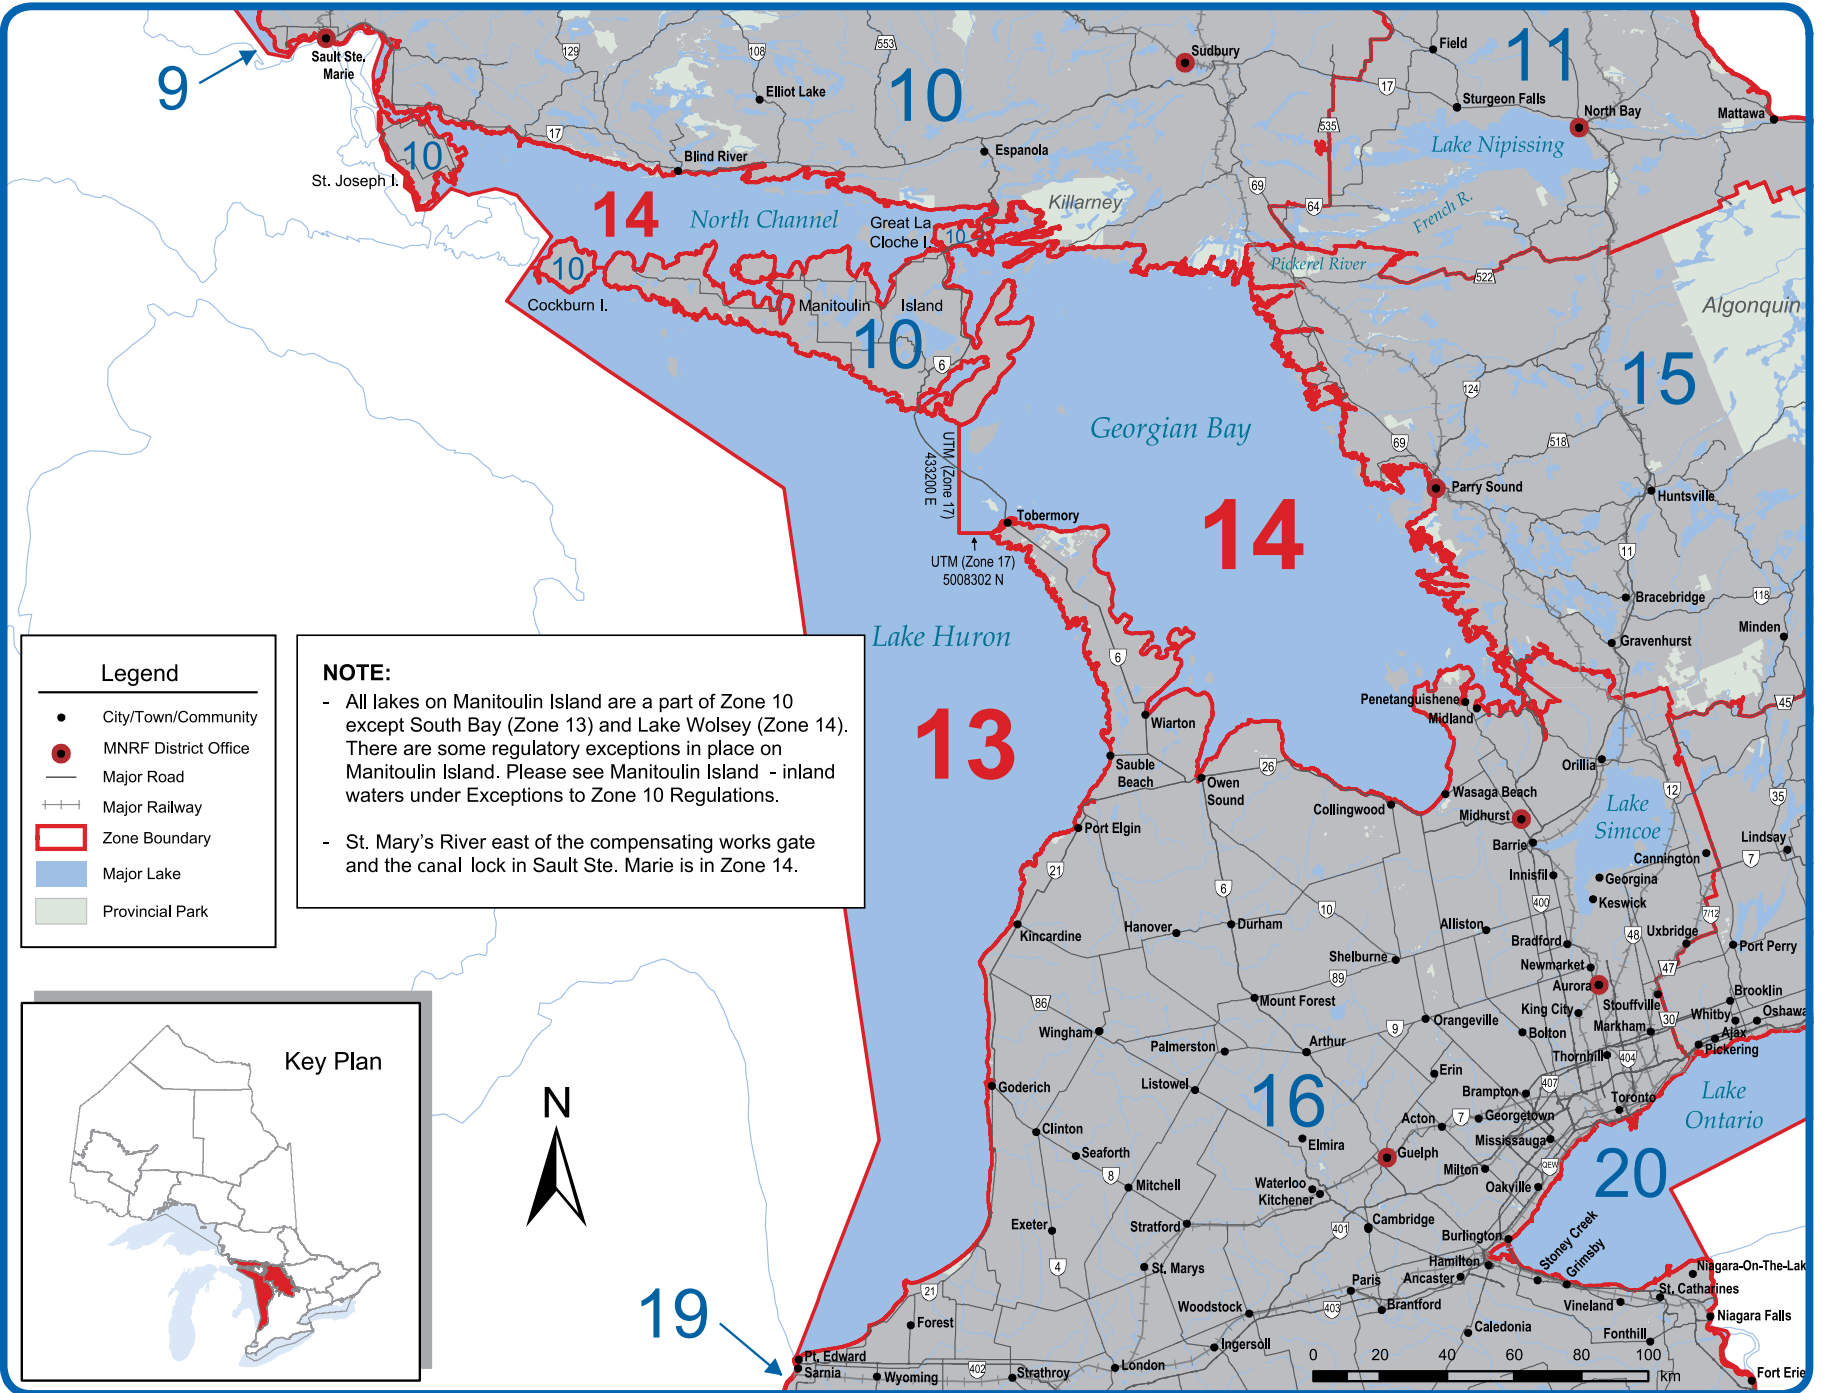 9
Sault Ste.
Marie
129
108
553
10
Sudbury
Field
11
17
Elliot Lake
Sturgeon Falls
North Bay
Mattawa
535
Lake Nipissing
17
10
Blind River
Espanola
St. Joseph I.
69
64
Killarney
French R.
14
North Channel
Great La
Cloche I.
10
10
Pickerel River
522
Cockburn I.
Manitoulin
Island
Algonquin
10
6
15
124
Georgian Bay
69
518
UTM (Zone 17)
433200 E
Parry Sound
Huntsville
14
Tobermory
UTM (Zone 17)
5008302 N
11
Bracebridge
118
Minden
Gravenhurst
Lake Huron
6
Legend
City/Town/Community
MNRF District Office
Major Road
Major Railway
Zone Boundary
Major Lake
Provincial Park
NOTE:
- All lakes on Manitoulin Island are a part of Zone 10
except South Bay (Zone 13) and Lake Wolsey (Zone 14).
There are some regulatory exceptions in place on
Manitoulin Island. Please see Manitoulin Island - inland
waters under Exceptions to Zone 10 Regulations.
- St. Mary's River east of the compensating works gate
and the canal lock in Sault Ste. Marie is in Zone 14.
13
Penetanguishene
Midland
45
Wiarton
Sauble
Beach
Owen
Sound
26
Orillia
Collingwood
Wasaga Beach
Midhurst
Lake
Simcoe
12
35
Port Elgin
Barrie
Lindsay
Cannington
7
21
Innisfil
Georgina
6
Keswick
400
10
7/12
Kincardine
Hanover
Durham
Alliston
48
Uxbridge
Bradford
Port Perry
Shelburne
Newmarket
47
89
Aurora
86
Mount Forest
King City
Stouffville
Brooklin
Wingham
9
Orangeville
Bolton
Markham
30
Whitby
Oshawa
Ajax
Palmerston
Arthur
Thornhill
404
Pickering
Goderich
Listowel
Erin
16
Brampton
407
Toronto
Lake
Ontario
Acton
7
Georgetown
Clinton
Elmira
Mississauga
Seaforth
Guelph
Milton
QEW
20
8
Mitchell
Waterloo
Kitchener
Oakville
Exeter
Stratford
401
Cambridge
Burlington
Stoney Creek
Grimsby
4
St. Marys
Hamilton
Paris
Ancaster
Niagara-On-The-Lak
St. Catharines
21
Woodstock
403
Brantford
Vineland
Niagara Falls
19
Forest
Caledonia
Fonthill
Ingersoll
Pt. Edward
Sarnia
Wyoming
402
Strathroy
London
Fort Erie
Key Plan
N
0 20 40 60 80 100
km